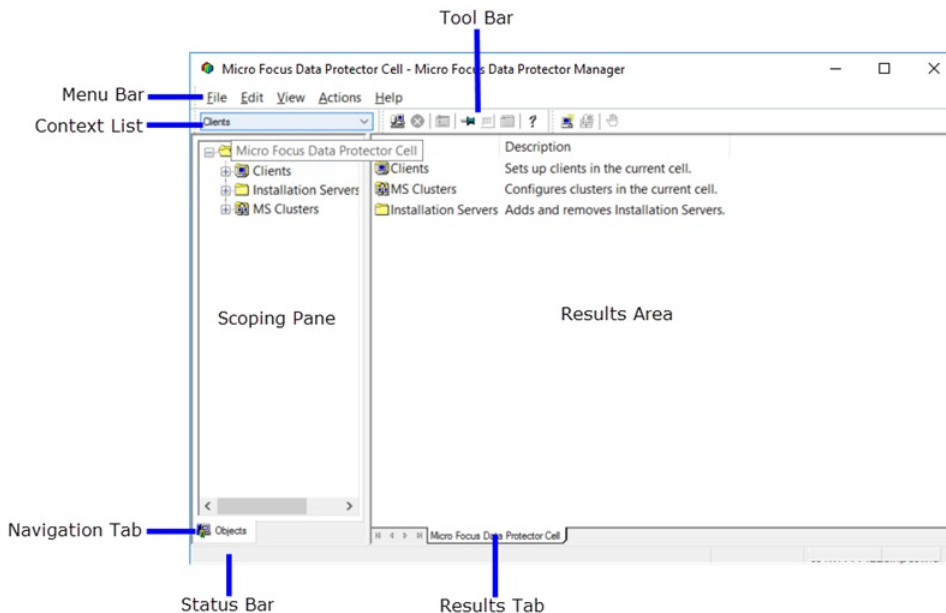 Tool Bar
Micro Focus Data Protector Cell - Micro Focus Data Protector Manager
Menu Bar
File Edit View Actions Help
Context List
Clients
Micro Focus Data Protector Cell
Description
Clients
Clients Sets up clients in the current cell.
Installation Servers
MS Clusters Configures clusters in the current cell.
MS Clusters
Installation Servers Adds and removes Installation Servers.
Scoping Pane
Results Area
Navigation Tab
Objects
Micro Focus Data Protector Cell
Status Bar
Results Tab